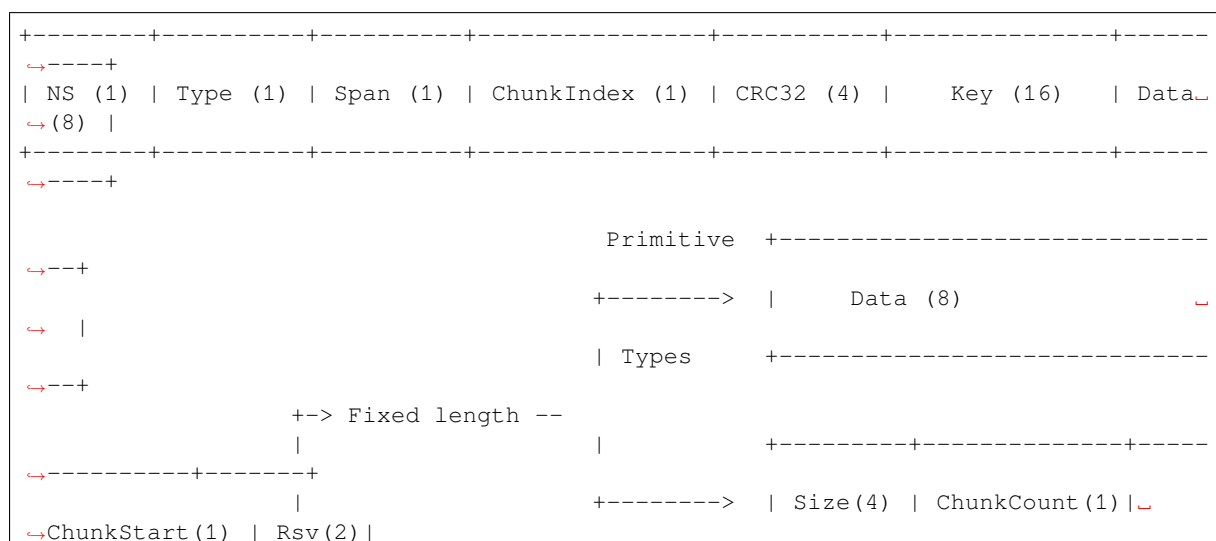 +--------+----------+----------+---------------+-----------+--------------+------
↪----+
| NS (1) | Type (1) | Span (1) | ChunkIndex (1) | CRC32 (4) |    Key (16)    | Data␣
↪(8) |
+--------+----------+----------+---------------+-----------+--------------+------
↪----+
Primitive  +------------------------------
↪--+
+-------->  |     Data (8)                ␣
↪  |
| Types     +------------------------------
↪--+
+-> Fixed length --
|                   |           +---------+--------------+-----
↪----------+-------+
|                   +-------->  | Size(4) | ChunkCount(1)|␣
↪ChunkStart(1) | Rsv(2)|